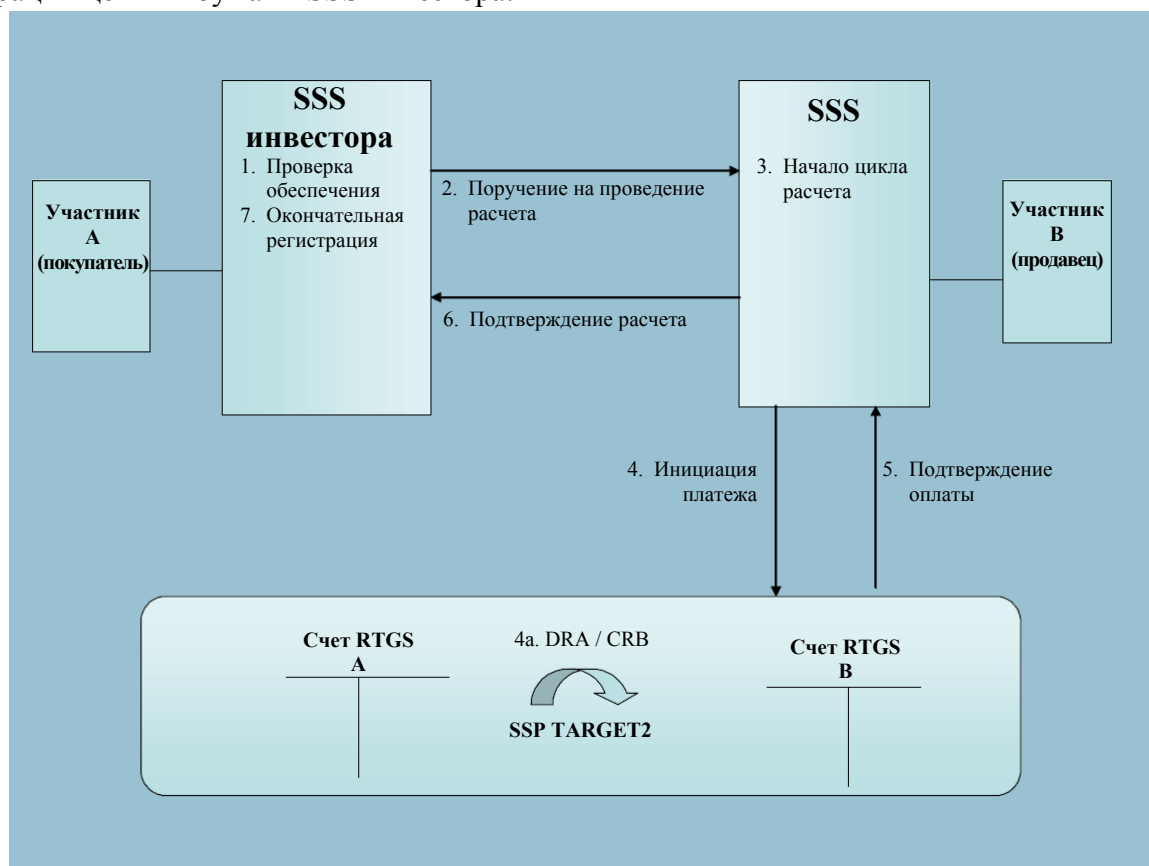 SSS
инвестора
1. Проверка
обеспечения
7. Окончательная
регистрация
SSS
3. Начало цикла
расчета
Участник
А
(покупатель)
2. Поручение на проведение
расчета
6. Подтверждение расчета
Участник
В
(продавец)
4. Инициация
платежа
5. Подтверждение
оплаты
Счет RTGS
А
4a. DRA / CRB
SSP TARGET2
Счет RTGS
В